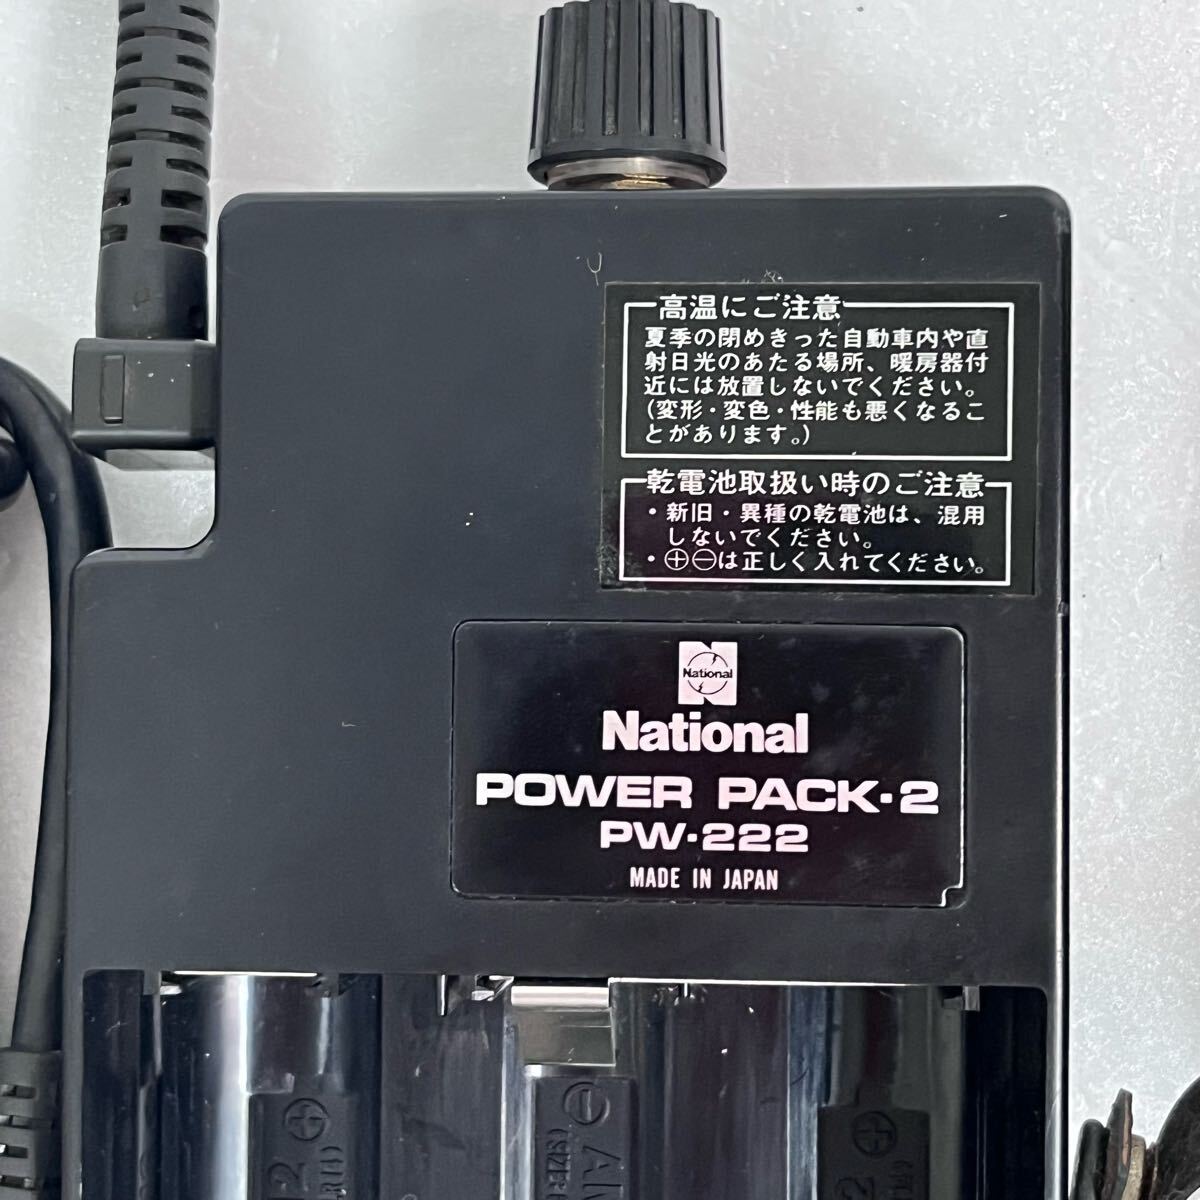 高温にご注意
夏季の閉めきった自動車内や直
射日光のあたる場所、暖房器付
近には放置しないでください。
(変形・変色・性能も悪くなるこ
とがあります。)
乾電池取扱い時のご注意
・新旧・異種の乾電池は、混用
しないでください。
・⊕⊖は正しく入れてください。
National
National
POWER PACK・2
PW・222
MADE IN JAPAN